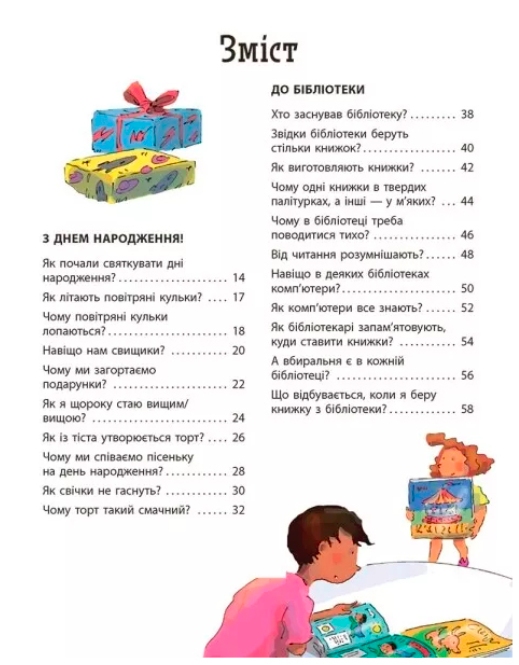 Зміст
З ДНЕМ НАРОДЖЕННЯ!
Як почали святкувати дні
народження? ........................ 14
Як літають повітряні кульки? .... 17
Чому повітряні кульки
лопаються? .......................... 18
Навіщо нам свищики? ............. 20
Чому ми загортаємо
подарунки? .......................... 22
Як я щороку стаю вищим/
вищою? .............................. 24
Як із тіста утворюється торт? .... 26
Чому ми співаємо пісеньку
на день народження? .............. 28
Як свічки не гаснуть? .............. 30
Чому торт такий смачний? ...... 32
ДО БІБЛІОТЕКИ
Хто заснував бібліотеку? ......... 38
Звідки бібліотеки беруть
стільки книжок? .................... 40
Як виготовляють книжки? ....... 42
Чому одні книжки в твердих
палітурках, а інші — у м’яких? ... 44
Чому в бібліотеці треба
поводитися тихо? ................... 46
Від читання розумнішають? ...... 48
Навіщо в деяких бібліотеках
комп’ютери? ......................... 50
Як комп’ютери все знають? ...... 52
Як бібліотекарі запам’ятовують,
куди ставити книжки? ............. 54
А вбиральня є в кожній
бібліотеці? ........................... 56
Що відбувається, коли я беру
книжку з бібліотеки? .............. 58